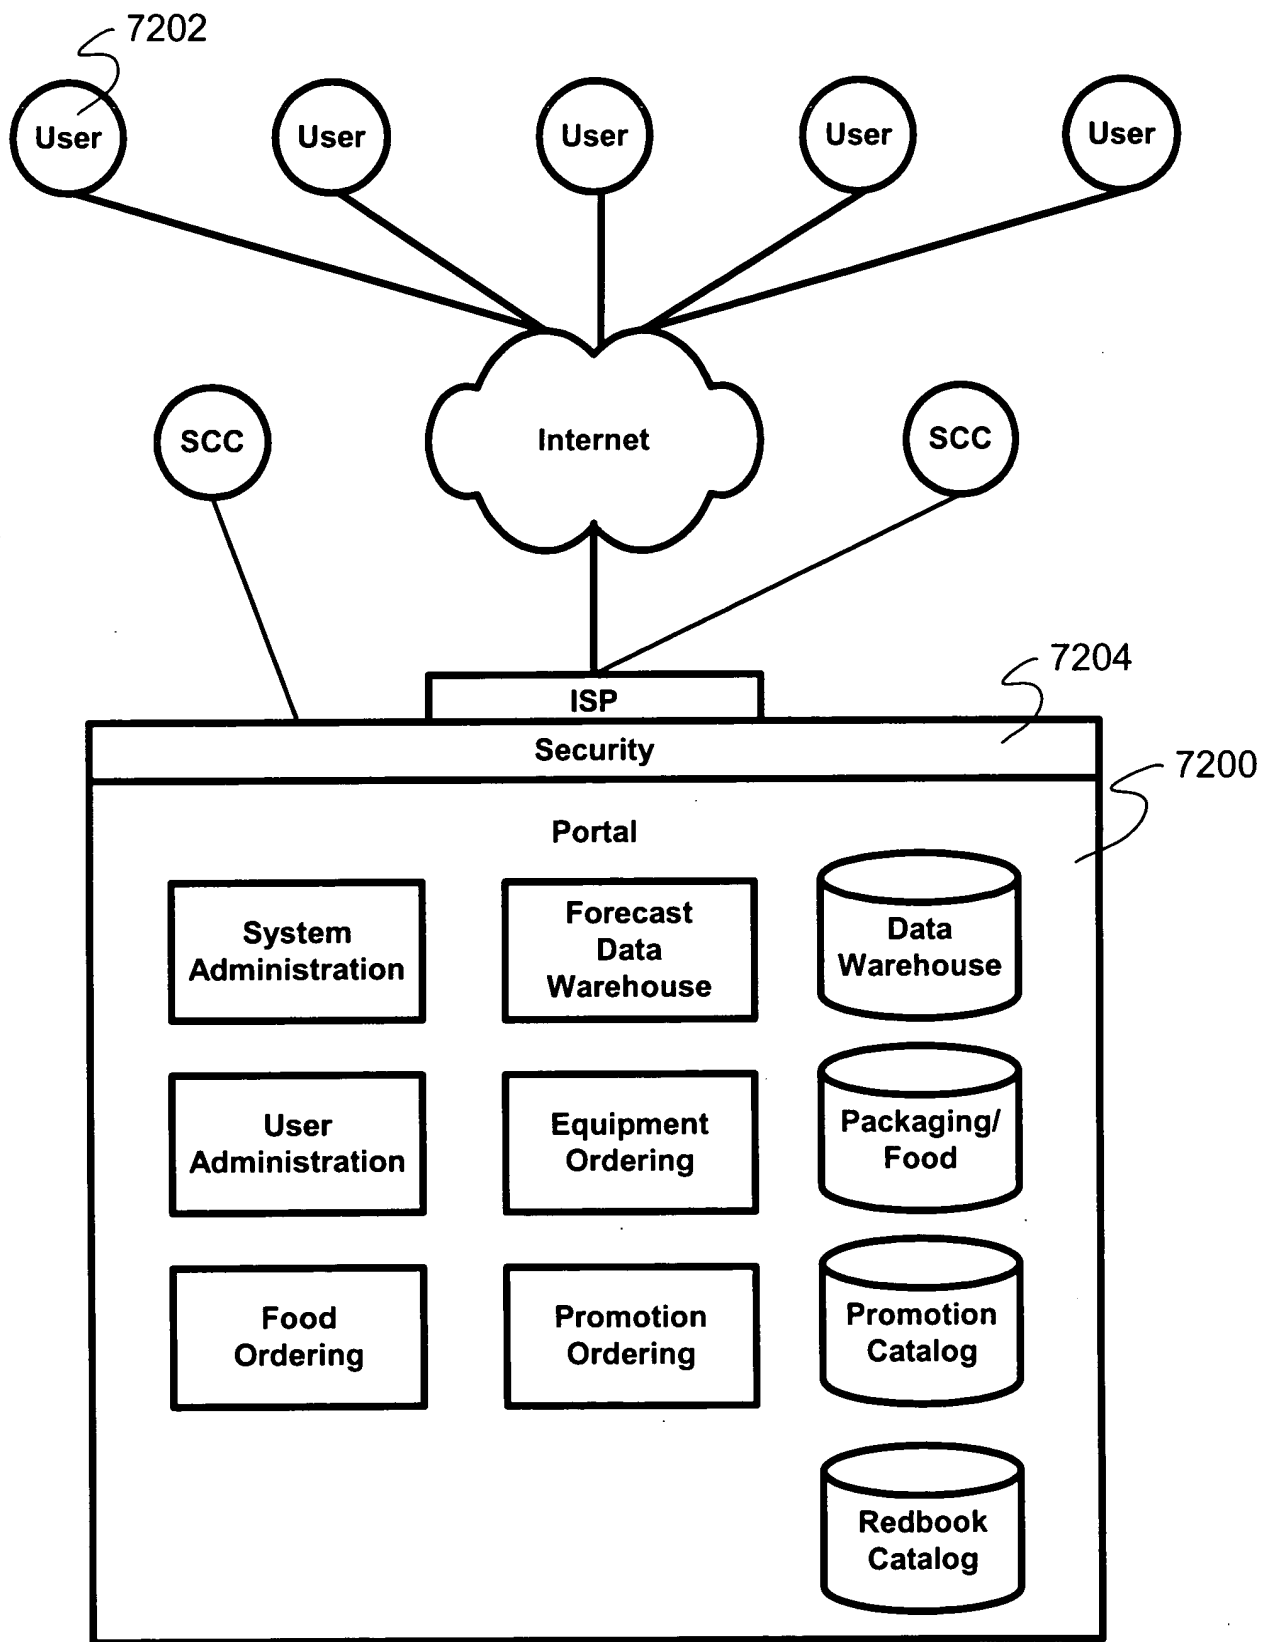 7202
User
User
User
User
User
SCC
Internet
SCC
7204
ISP
Security
7200
Portal
System
Administration
Forecast
Data
Warehouse
Data
Warehouse
User
Administration
Equipment
Ordering
Packaging/
Food
Food
Ordering
Promotion
Ordering
Promotion
Catalog
Redbook
Catalog